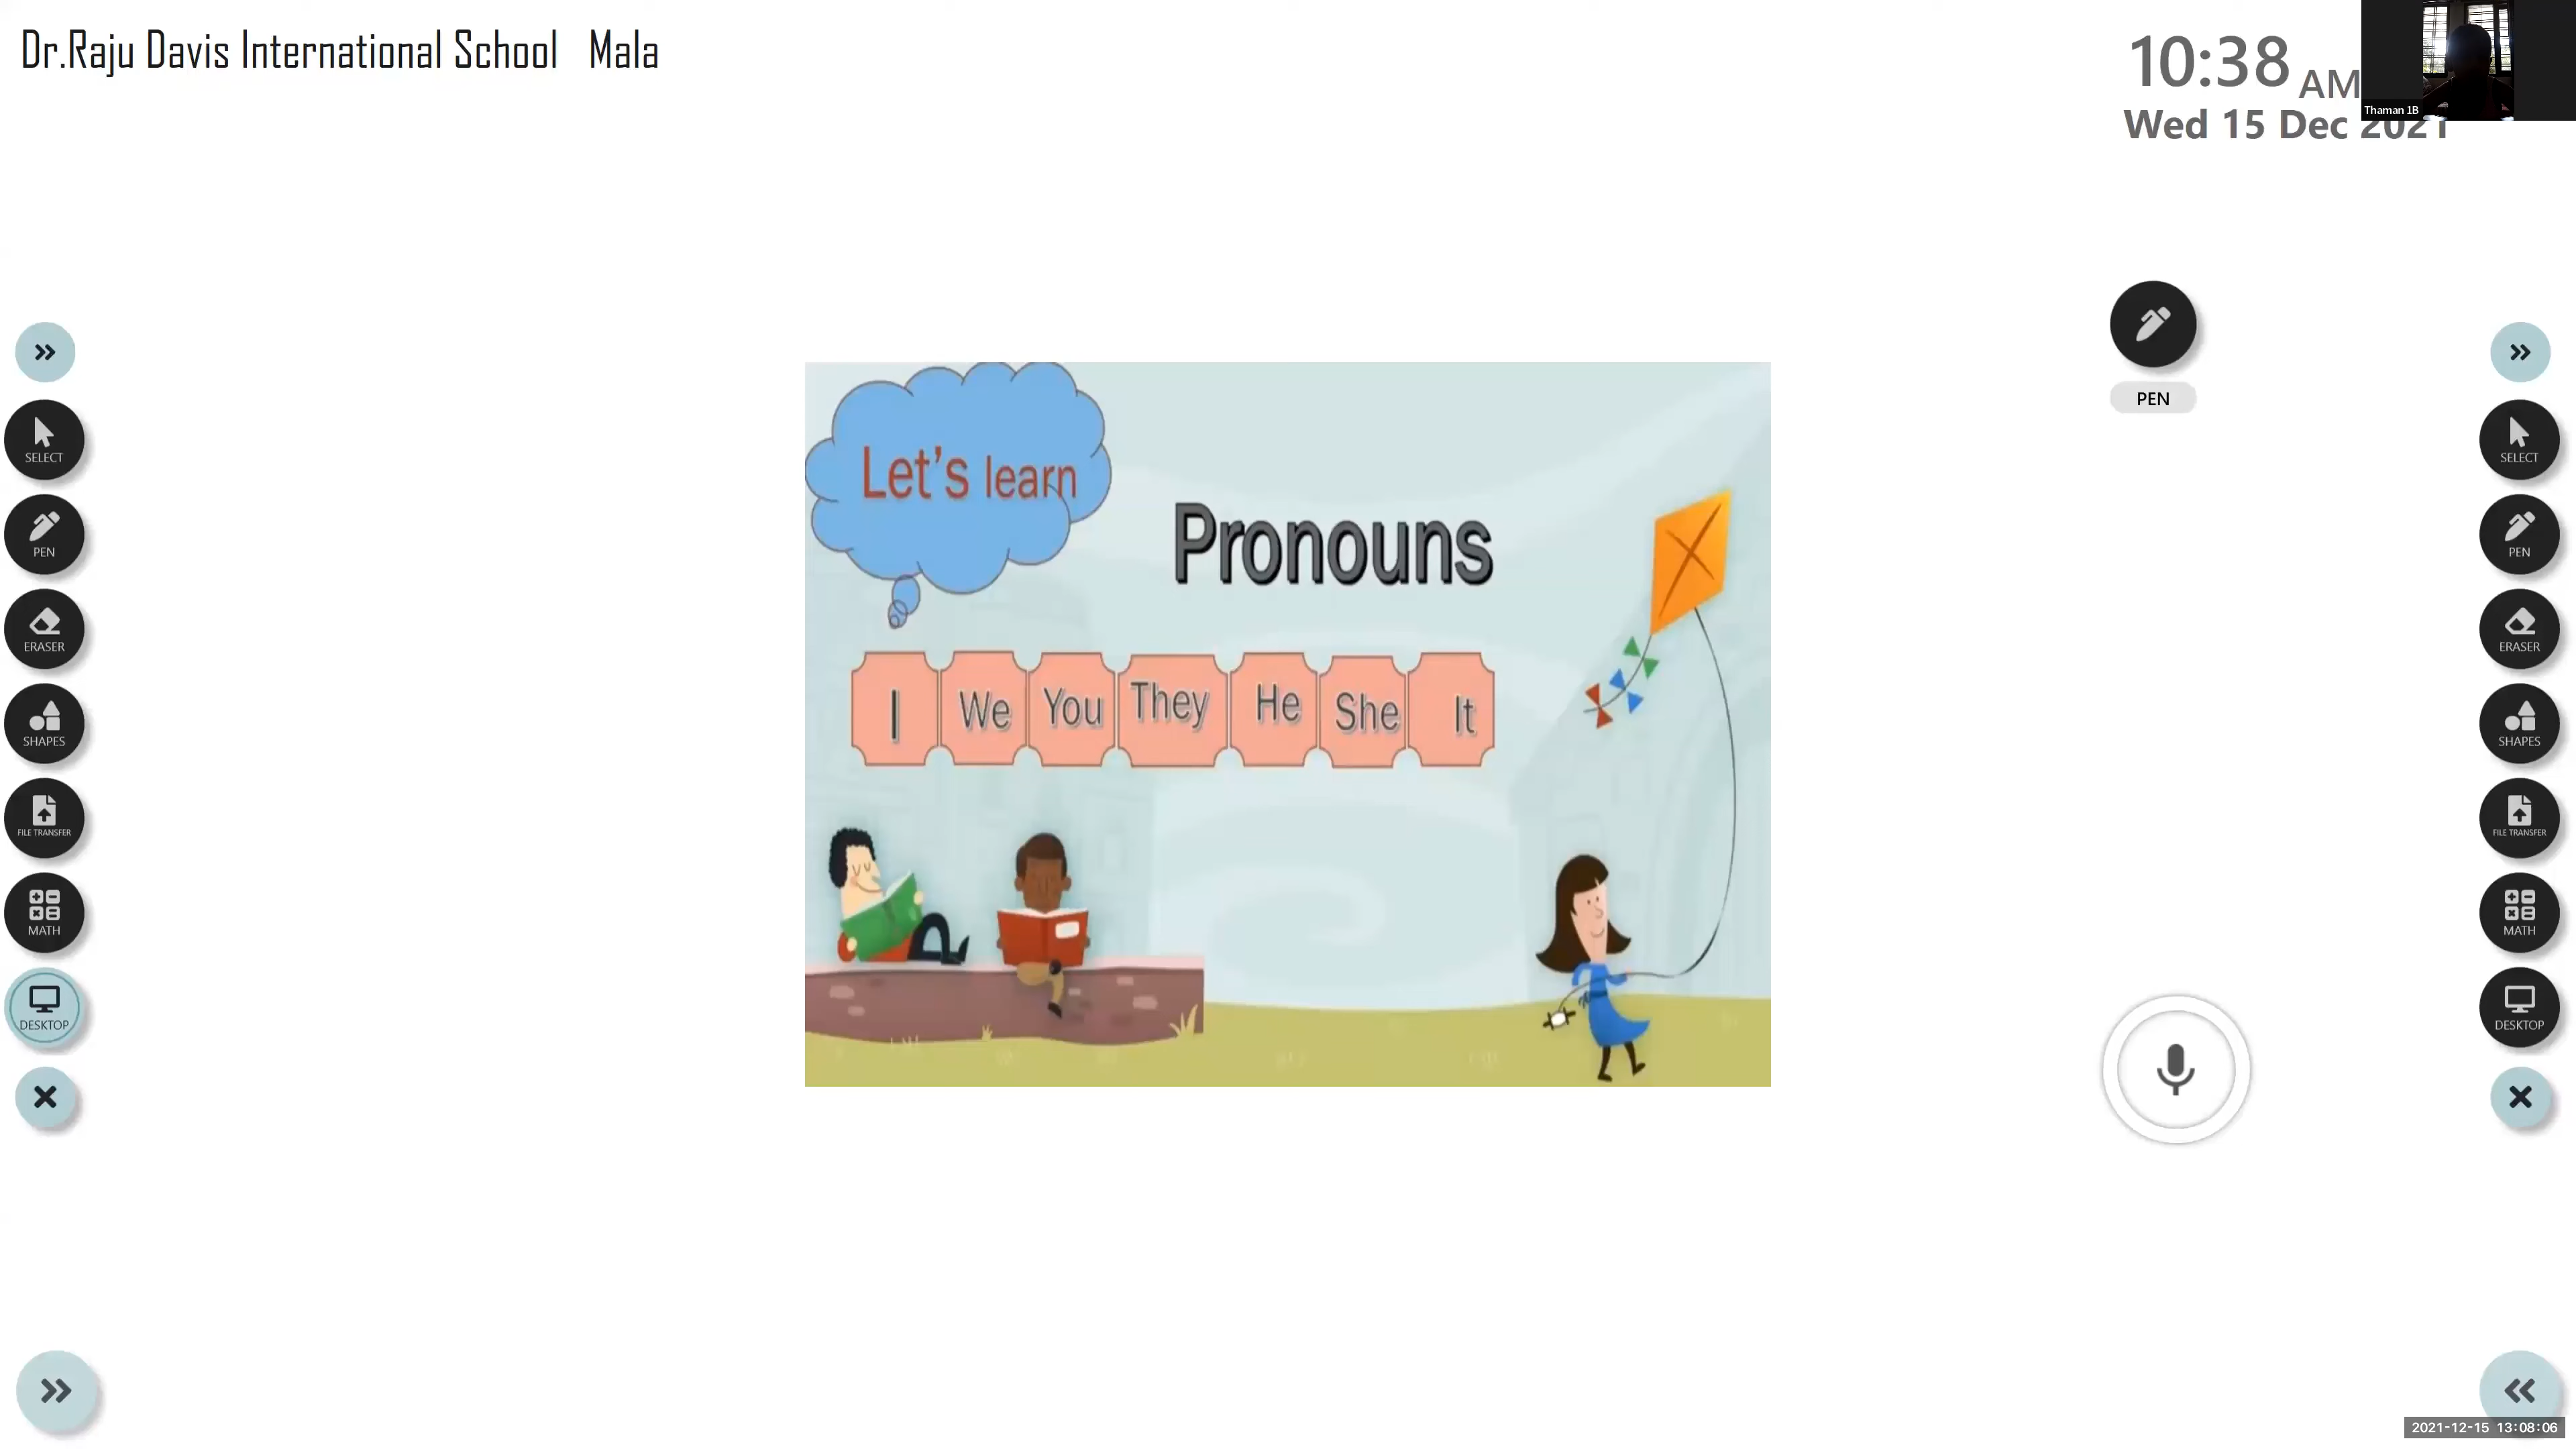 Dr.Raju Davis International School Mala
10:38 AM
Wed 15 Dec 2021
Thaman 1B
Let's learn
Pronouns
I We You They He She It
PEN
SELECT
PEN
ERASER
SHAPES
FILE TRANSFER
MATH
DESKTOP
SELECT
PEN
ERASER
SHAPES
FILE TRANSFER
MATH
DESKTOP
2021-12-15 13:08:06